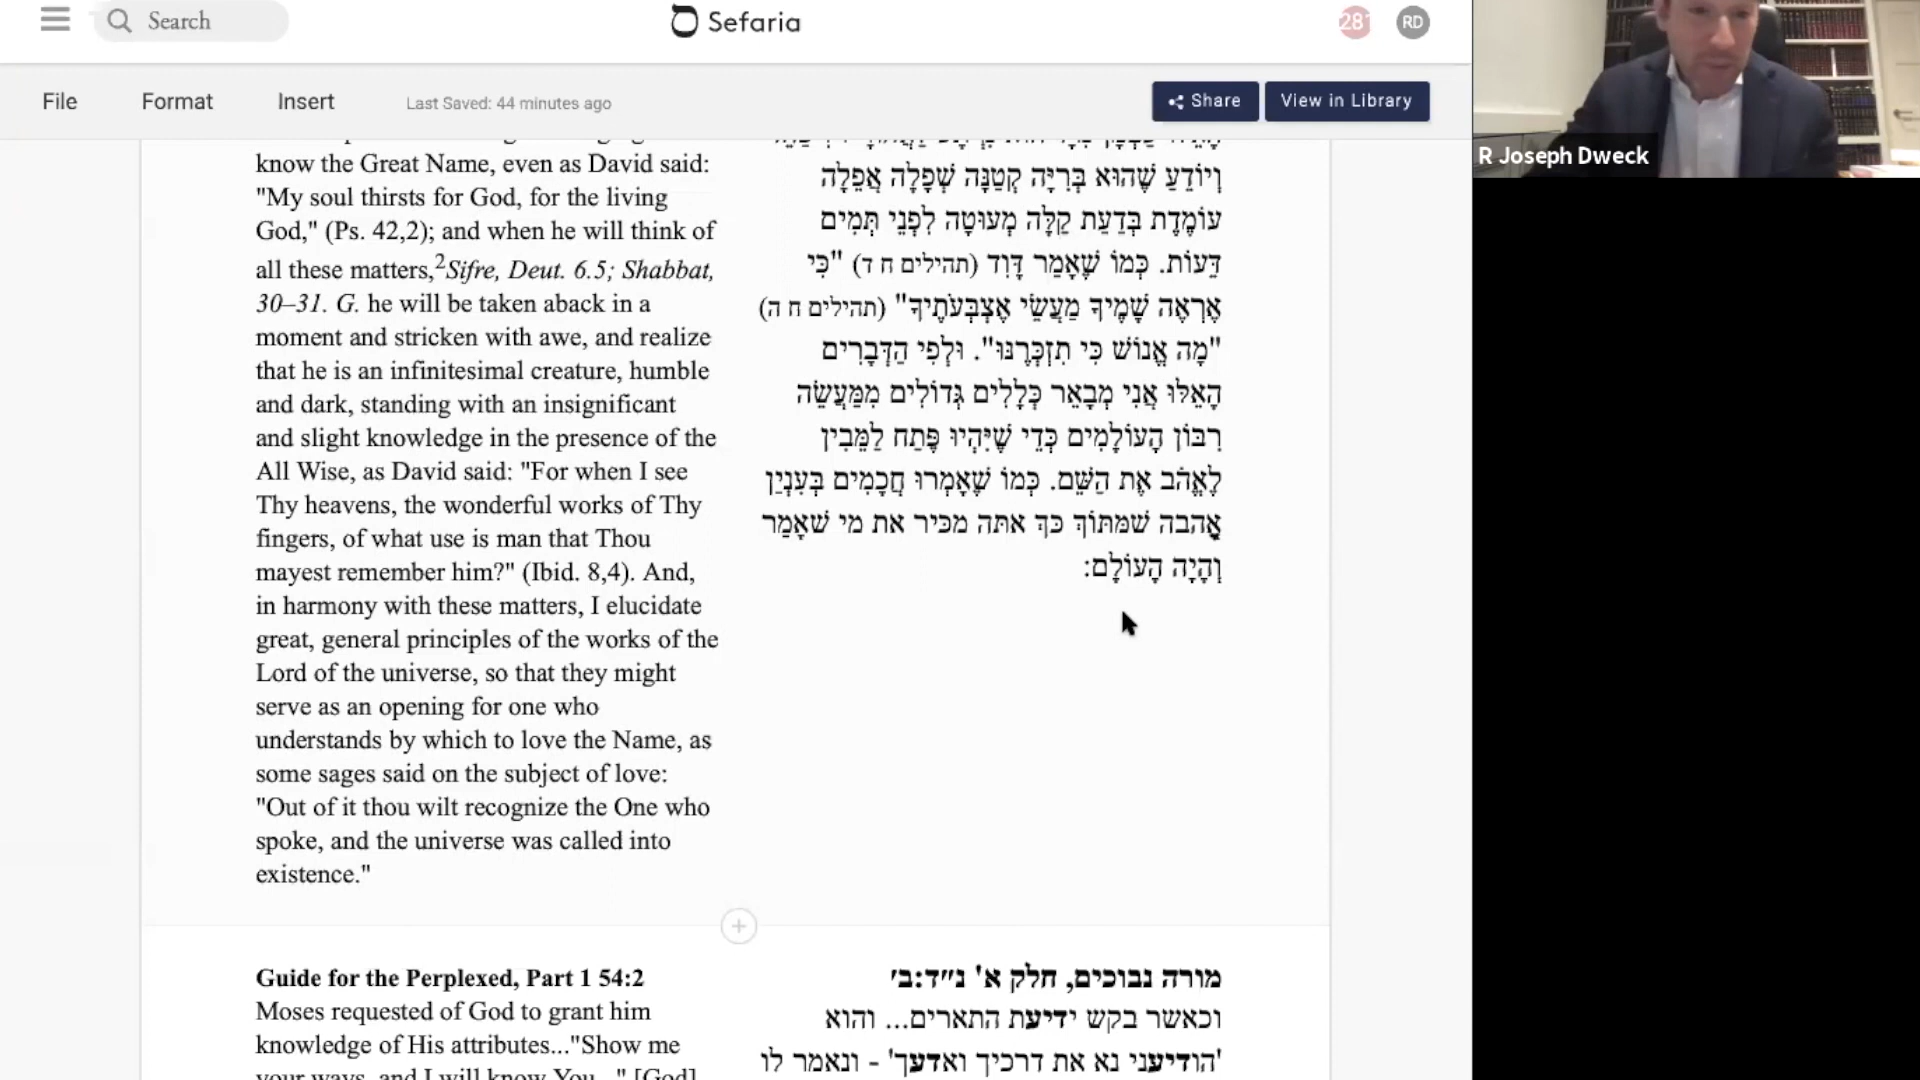 Search
Sefaria
RD
File Format Insert Last Saved: 44 minutes ago Share View in Library
R Joseph Dweck
know the Great Name, even as David said:
"My soul thirsts for God, for the living
God," (Ps. 42,2); and when he will think of
all these matters,2Sifre, Deut. 6.5; Shabbat,
30–31. G. he will be taken aback in a
moment and stricken with awe, and realize
that he is an infinitesimal creature, humble
and dark, standing with an insignificant
and slight knowledge in the presence of the
All Wise, as David said: "For when I see
Thy heavens, the wonderful works of Thy
fingers, of what use is man that Thou
mayest remember him?" (Ibid. 8,4). And,
in harmony with these matters, I elucidate
great, general principles of the works of the
Lord of the universe, so that they might
serve as an opening for one who
understands by which to love the Name, as
some sages said on the subject of love:
"Out of it thou wilt recognize the One who
spoke, and the universe was called into
existence."
וְיוֹדֵעַ שֶׁהוּא בְּרִיָּה קְטַנָּה שְׁפָלָה אֲפֵלָה
עוֹמֶדֶת בְּדַעַת קַלָּה מְעוּטָה לִפְנֵי תְּמִים
דֵּעוֹת. כְּמוֹ שֶׁאָמַר דָּוִד (תהילים ח ד) "כִּי
אֶרְאֶה שָׁמֶיךָ מַעֲשֵׂי אֶצְבְּעֹתֶיךָ" (תהילים ח ה)
"מָה אֱנוֹשׁ כִּי תִזְכְּרֶנּוּ". וּלְפִי הַדְּבָרִים
הָאֵלּוּ אֲנִי מְבָאֵר כְּלָלִים גְּדוֹלִים מִמַּעֲשֵׂה
רִבּוֹן הָעוֹלָמִים כְּדֵי שֶׁיִּהְיוּ פֶּתַח לַמֵּבִין
לֶאֱהֹב אֶת הַשֵּׁם. כְּמוֹ שֶׁאָמְרוּ חֲכָמִים בְּעִנְיַן
אַהֲבָה שֶׁמִּתּוֹךְ כָּךְ אַתָּה מַכִּיר אֶת מִי שֶׁאָמַר
וְהָיָה הָעוֹלָם:
Guide for the Perplexed, Part 1 54:2
Moses requested of God to grant him
knowledge of His attributes..."Show me
your ways, and I will know You..." [God]
מורה נבוכים, חלק א' נ״ד:ב׳
וכאשר בקש ידיעת התארים... והוא
'הודיעני נא את דרכיך ואדעך' - ונאמר לו